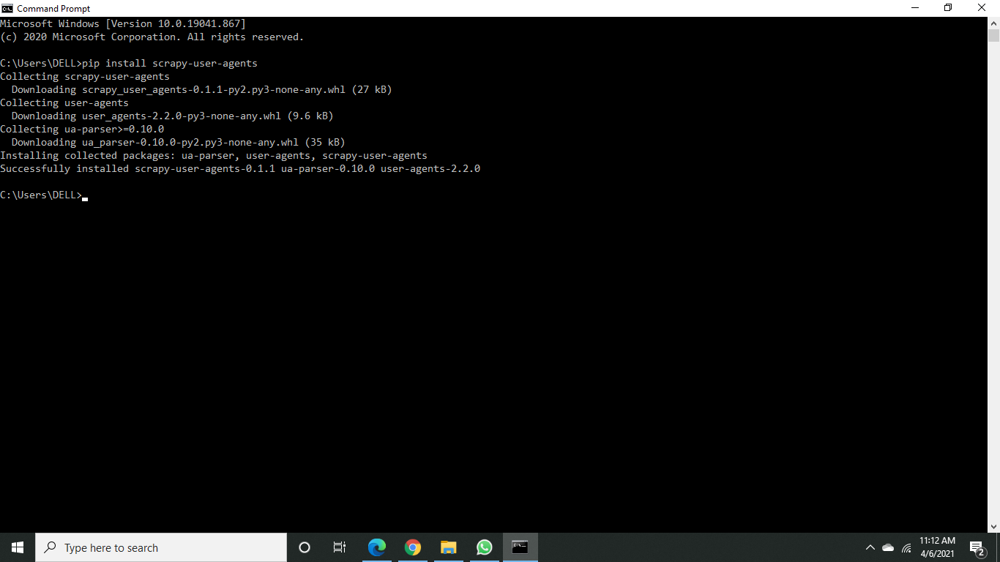 Command Prompt
Microsoft Windows [Version 10.0.19041.867]
(c) 2020 Microsoft Corporation. All rights reserved.
C:\Users\DELL>pip install scrapy-user-agents
Collecting scrapy-user-agents
  Downloading scrapy_user_agents-0.1.1-py2.py3-none-any.whl (27 kB)
Collecting user-agents
  Downloading user_agents-2.2.0-py3-none-any.whl (9.6 kB)
Collecting ua-parser>=0.10.0
  Downloading ua_parser-0.10.0-py2.py3-none-any.whl (35 kB)
Installing collected packages: ua-parser, user-agents, scrapy-user-agents
Successfully installed scrapy-user-agents-0.1.1 ua-parser-0.10.0 user-agents-2.2.0
C:\Users\DELL>
Type here to search
11:12 AM
4/6/2021
2